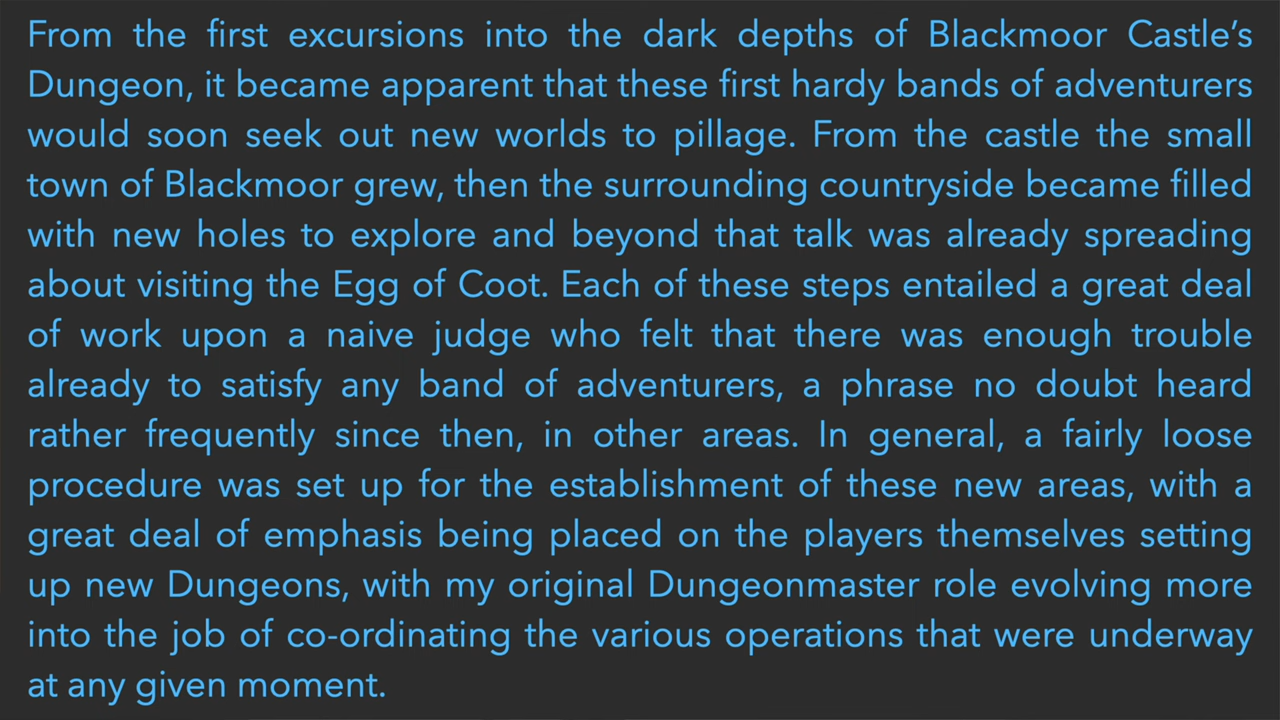 From the first excursions into the dark depths of Blackmoor Castle’s
Dungeon, it became apparent that these first hardy bands of adventurers
would soon seek out new worlds to pillage. From the castle the small
town of Blackmoor grew, then the surrounding countryside became filled
with new holes to explore and beyond that talk was already spreading
about visiting the Egg of Coot. Each of these steps entailed a great deal
of work upon a naive judge who felt that there was enough trouble
already to satisfy any band of adventurers, a phrase no doubt heard
rather frequently since then, in other areas. In general, a fairly loose
procedure was set up for the establishment of these new areas, with a
great deal of emphasis being placed on the players themselves setting
up new Dungeons, with my original Dungeonmaster role evolving more
into the job of co-ordinating the various operations that were underway
at any given moment.